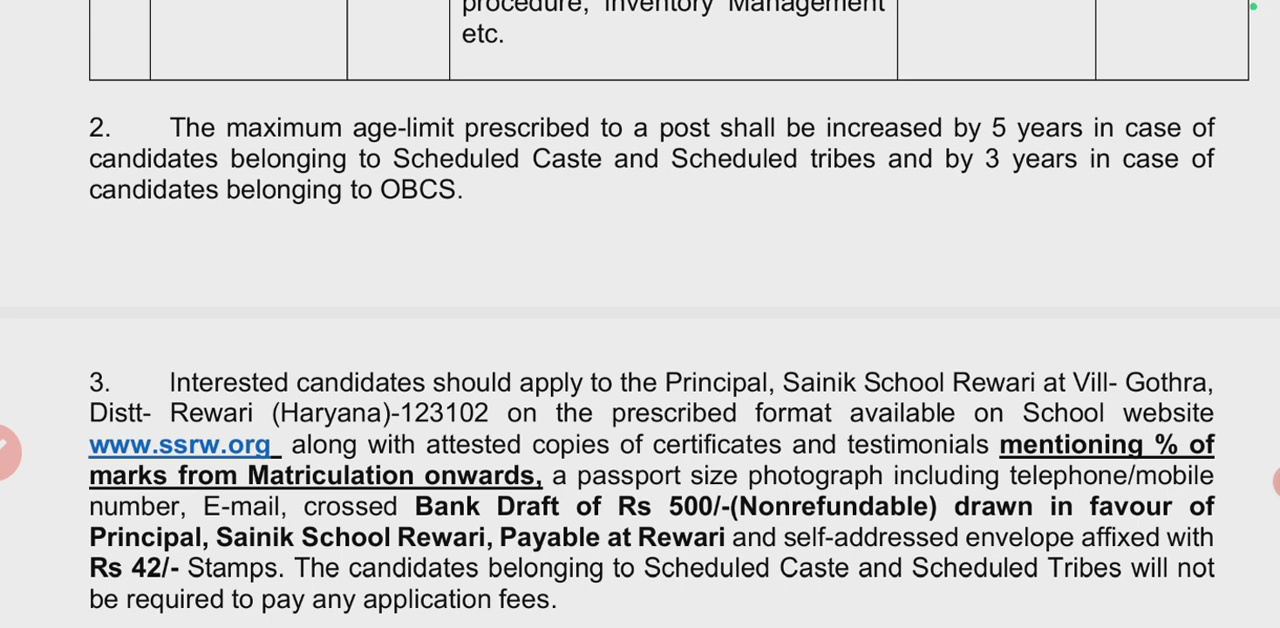 procedure, Inventory Management
etc.
2. The maximum age-limit prescribed to a post shall be increased by 5 years in case of
candidates belonging to Scheduled Caste and Scheduled tribes and by 3 years in case of
candidates belonging to OBCS.
3. Interested candidates should apply to the Principal, Sainik School Rewari at Vill- Gothra,
Distt- Rewari (Haryana)-123102 on the prescribed format available on School website
www.ssrw.org along with attested copies of certificates and testimonials mentioning % of
marks from Matriculation onwards, a passport size photograph including telephone/mobile
number, E-mail, crossed Bank Draft of Rs 500/-(Nonrefundable) drawn in favour of
Principal, Sainik School Rewari, Payable at Rewari and self-addressed envelope affixed with
Rs 42/- Stamps. The candidates belonging to Scheduled Caste and Scheduled Tribes will not
be required to pay any application fees.